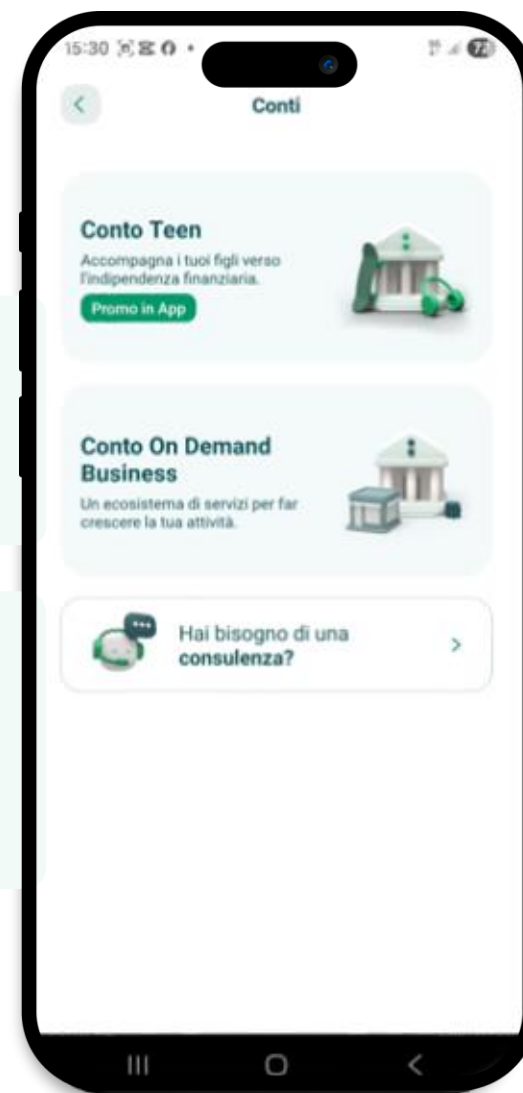 15:30
72
Conti
Conto Teen
Accompagna i tuoi figli verso
l'indipendenza finanziaria.
Promo in App
Conto On Demand
Business
Un ecosistema di servizi per far
crescere la tua attività.
Hai bisogno di una
consulenza?